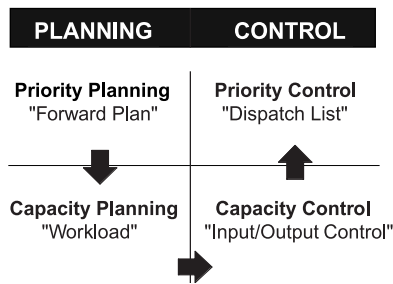 PLANNING CONTROL
Priority Planning
"Forward Plan"
Priority Control
"Dispatch List"
Capacity Planning
"Workload"
Capacity Control
"Input/Output Control"